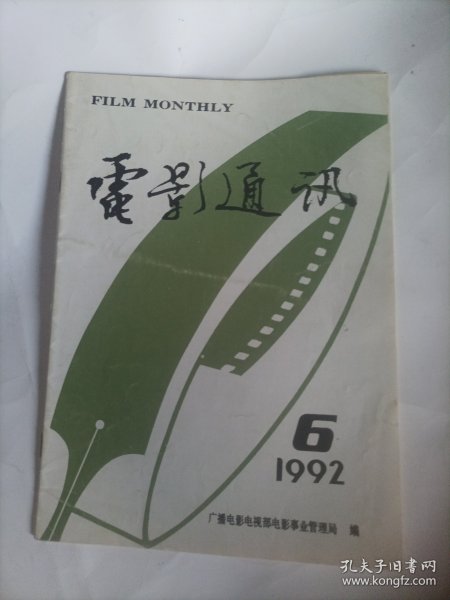 FILM MONTHLY
電影通讯
6
1992
广播电影电视部电影事业管理局 编
孔夫子旧书网
www.kongfz.com